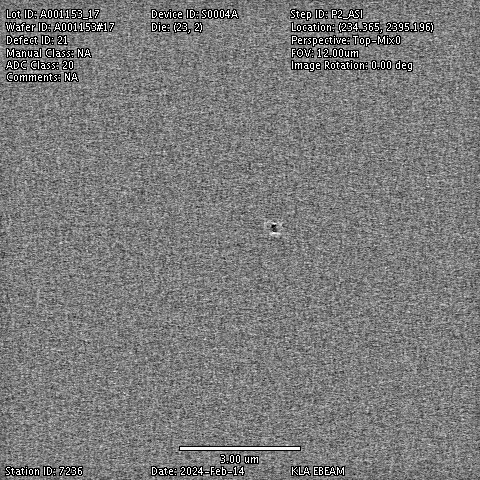 Lot ID: A001153_17
Wafer ID: A001153#17
Defect ID: 21
Manual Class: NA
ADC Class: 20
Comments: NA
Device ID: S0004A
Die: (23, 2)
Step ID: P2_ASI
Location: (234.365, 2395.196)
Perspective: Top-Mix0
FOV: 12.00um
Image Rotation: 0.00 deg
3.00 um
Station ID: 7236
Date: 2024-Feb-14
KLA EBEAM